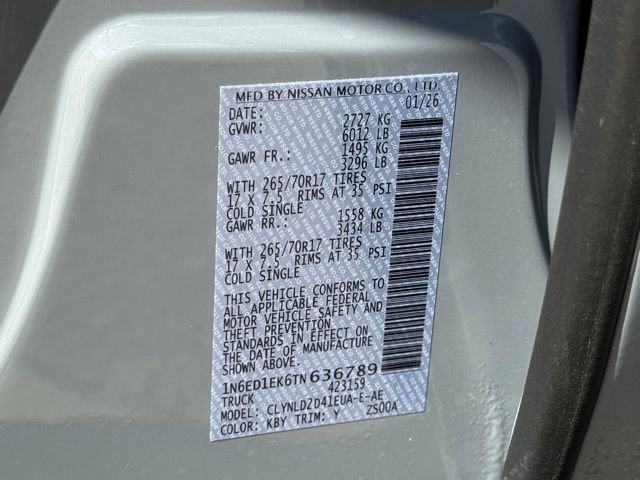 MFD BY NISSAN MOTOR CO., LTD.
DATE: 01/26
GVWR: 2727 KG
6012 LB
GAWR FR.: 1495 KG
3296 LB
WITH 265/70R17 TIRES
17 X 7.5 RIMS AT 35 PSI
COLD SINGLE
GAWR RR.: 1558 KG
3434 LB
WITH 265/70R17 TIRES
17 X 7.5 RIMS AT 35 PSI
COLD SINGLE
THIS VEHICLE CONFORMS TO
ALL APPLICABLE FEDERAL
MOTOR VEHICLE SAFETY AND
THEFT PREVENTION
STANDARDS IN EFFECT ON
THE DATE OF MANUFACTURE
SHOWN ABOVE.
1N6ED1EK6TN636789
TRUCK 423159
MODEL: CLYNLD2D41EUA-E-AE
COLOR: KBY TRIM: Y ZS00A